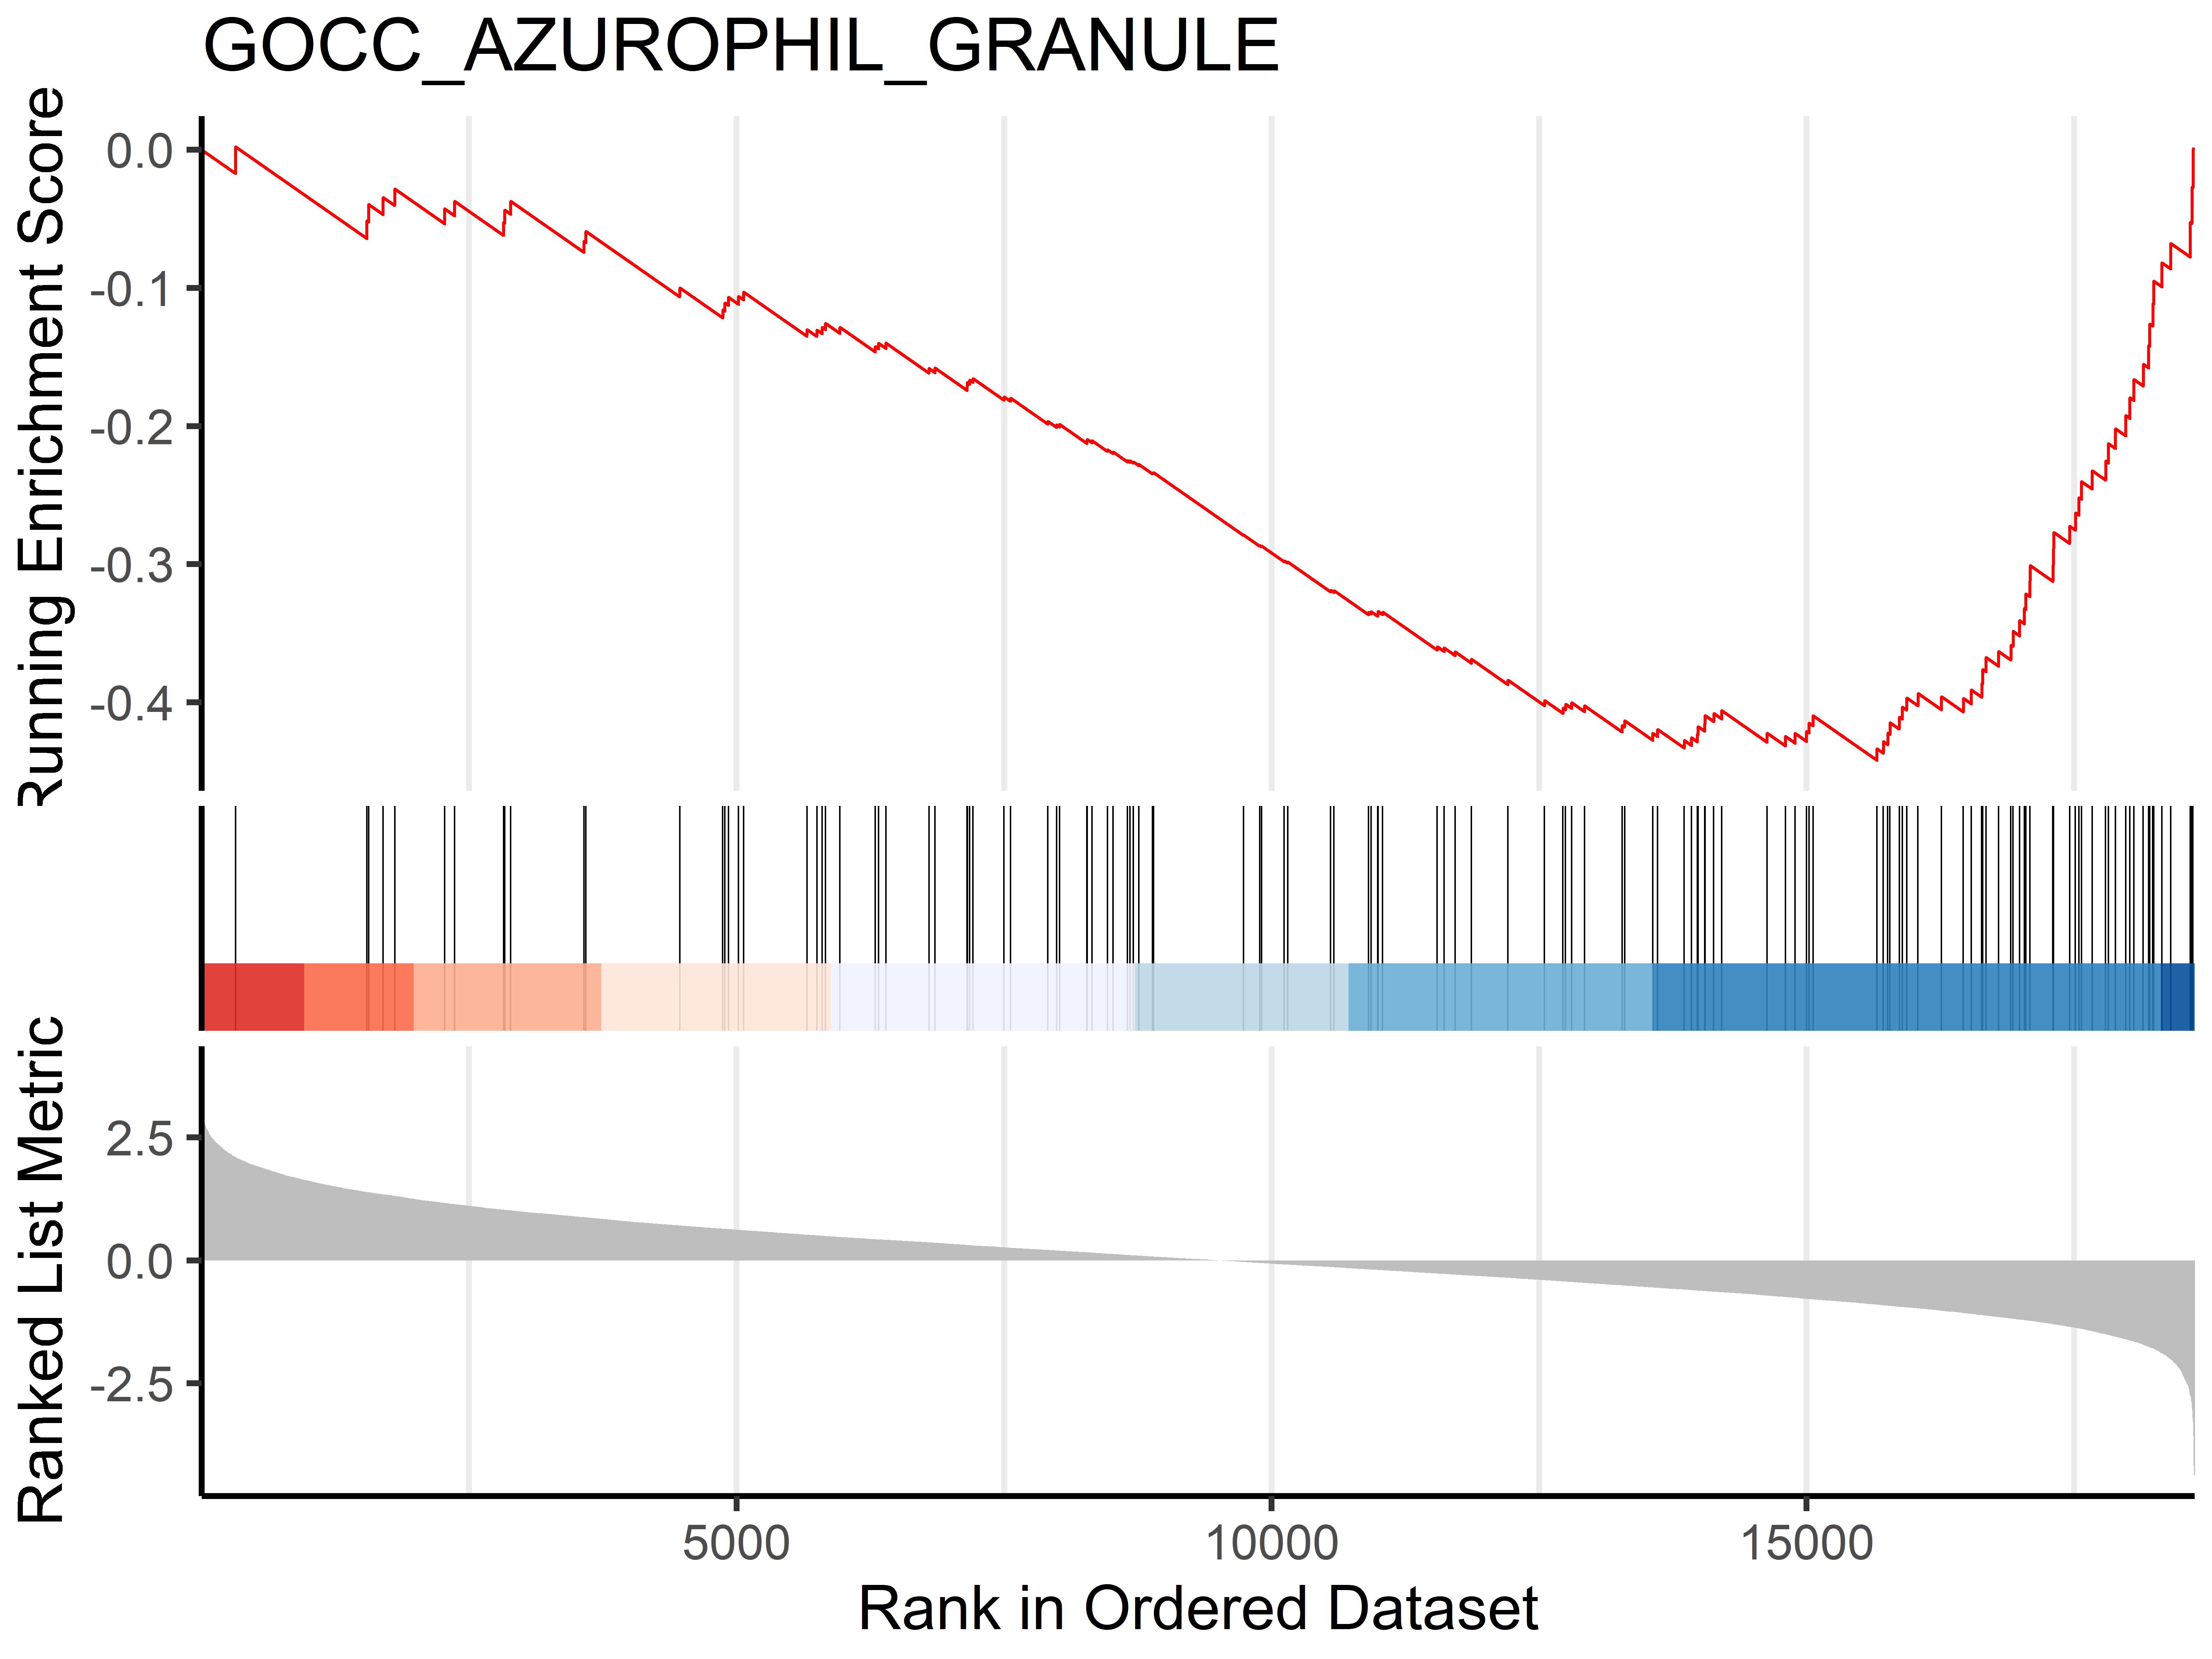 GOCC_AZUROPHIL_GRANULE
Running Enrichment Score
0.0
-0.1
-0.2
-0.3
-0.4
Ranked List Metric
2.5
0.0
-2.5
5000 10000 15000
Rank in Ordered Dataset